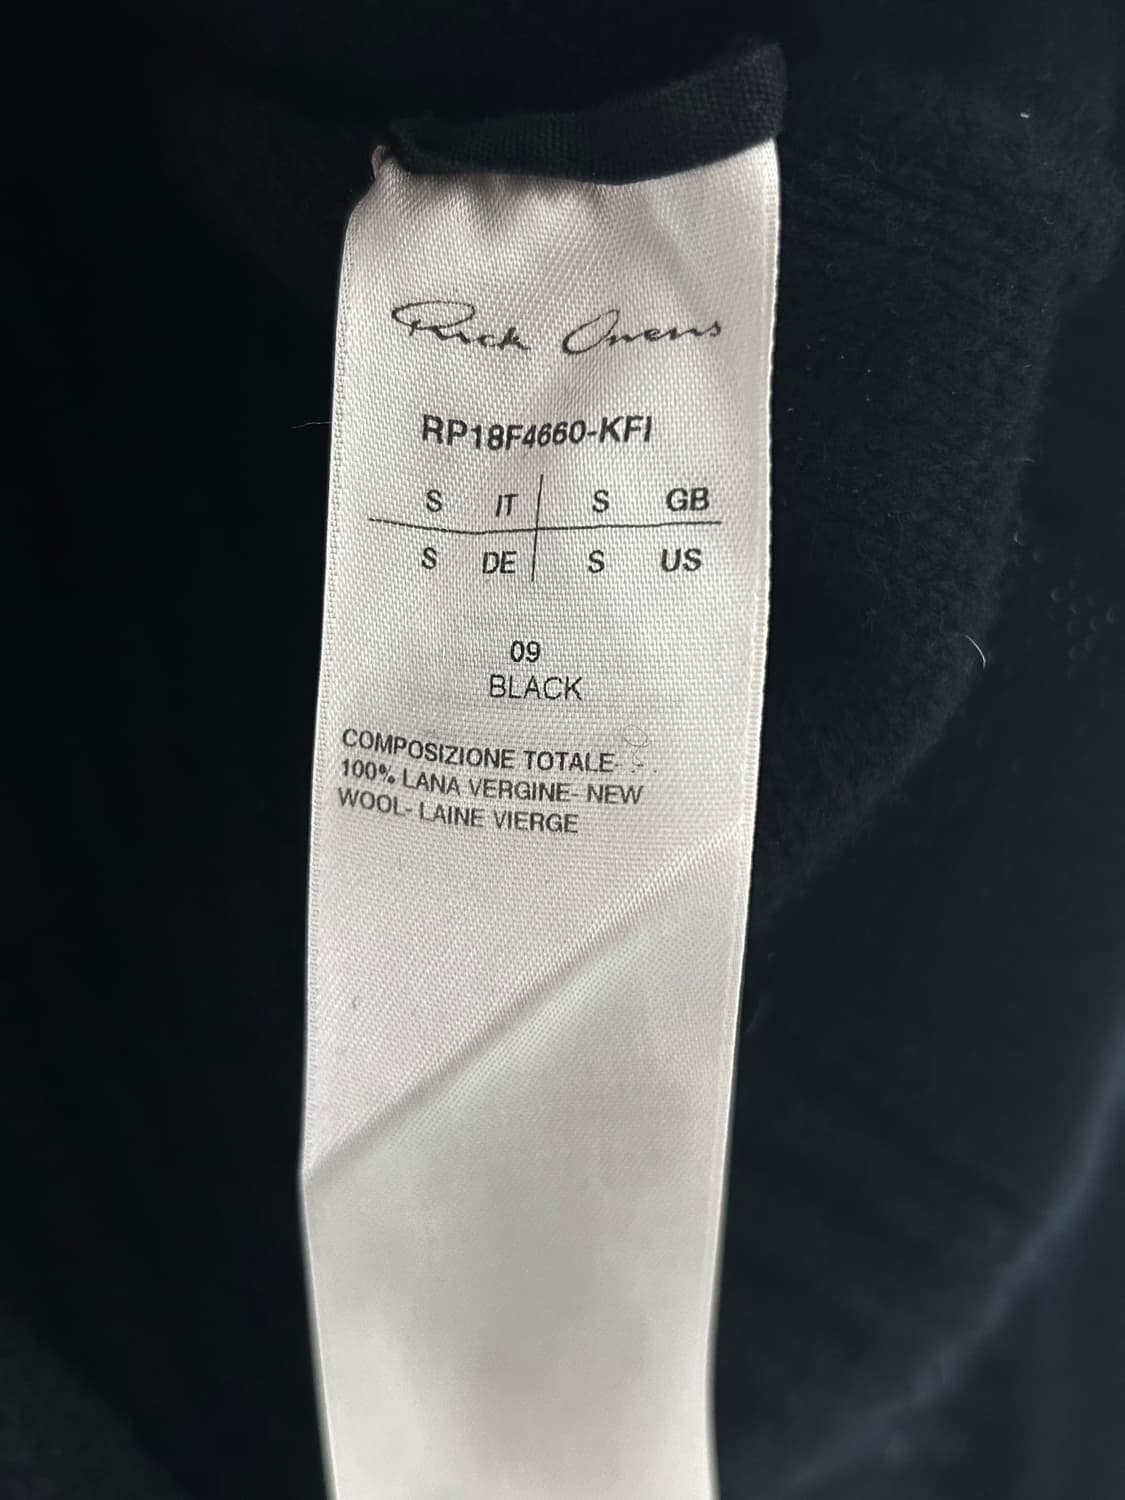 Rick Owens
RP18F4660-KFI
S IT S GB
S DE S US
09
BLACK
COMPOSIZIONE TOTALE-
100% LANA VERGINE- NEW
WOOL- LAINE VIERGE